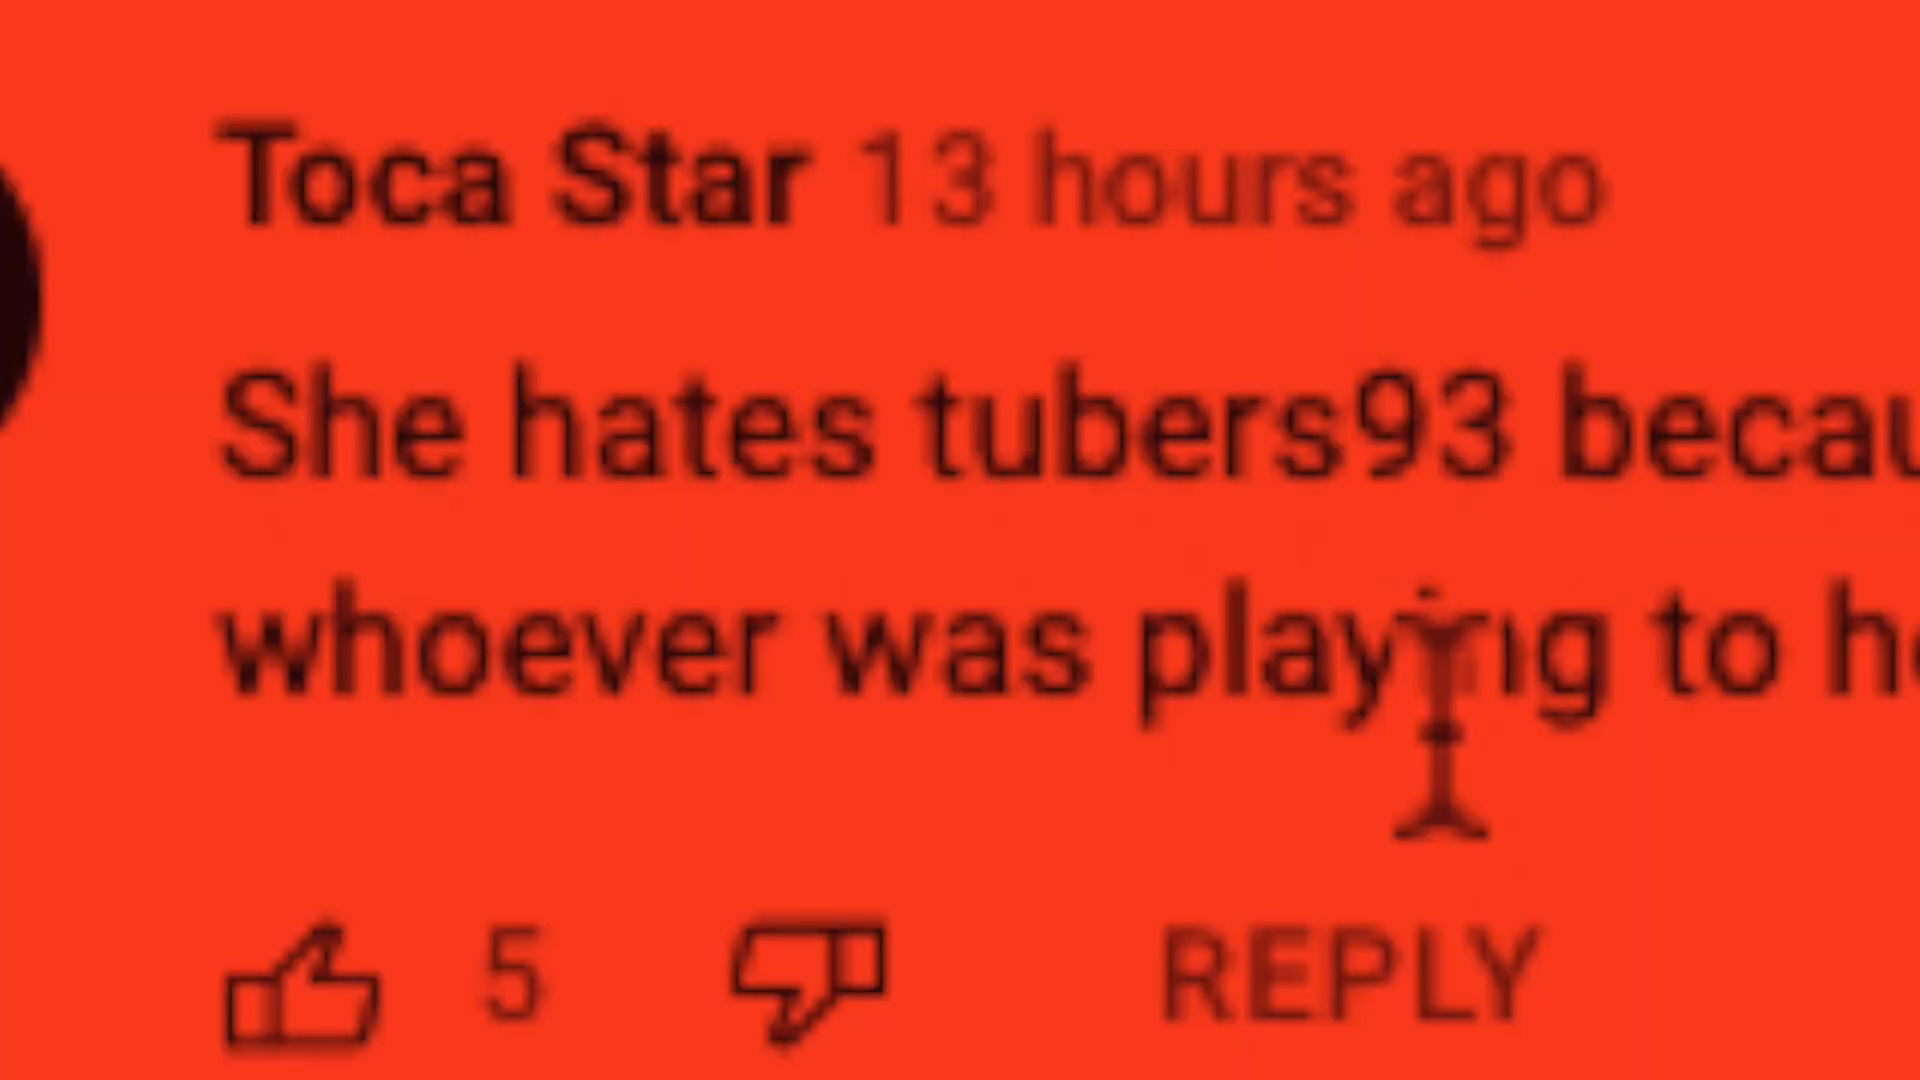 Toca Star 13 hours ago
She hates tubers93 becau
whoever was playing to h
5 REPLY